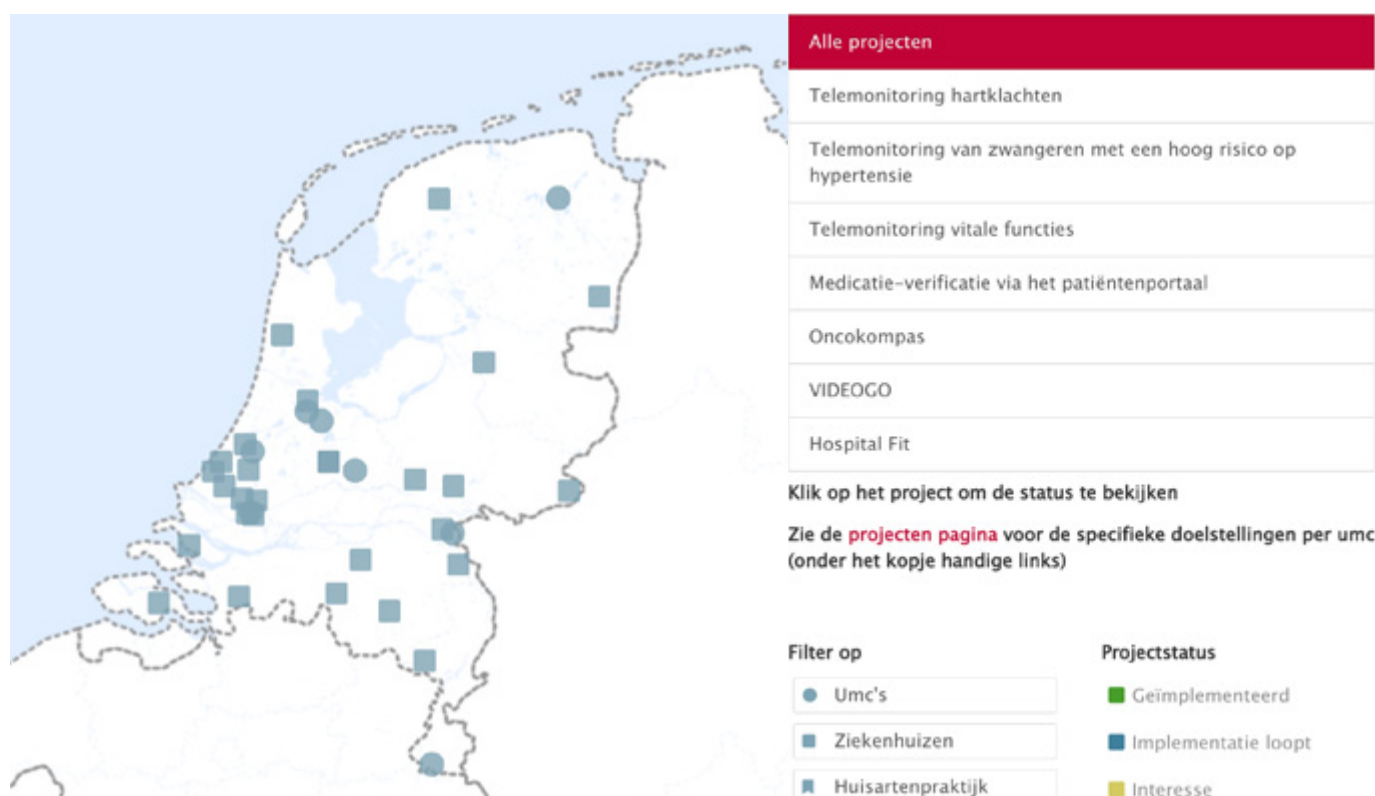 Alle projecten
Telemonitoring hartklachten
Telemonitoring van zwangeren met een hoog risico op
hypertensie
Telemonitoring vitale functies
Medicatie-verificatie via het patiëntenportaal
Oncokompas
VIDEOGO
Hospital Fit
Klik op het project om de status te bekijken
Zie de projecten pagina voor de specifieke doelstellingen per umc
(onder het kopje handige links)
Filter op
Umc's
Ziekenhuizen
Huisartenpraktijk
Projectstatus
Geïmplementeerd
Implementatie loopt
Interesse